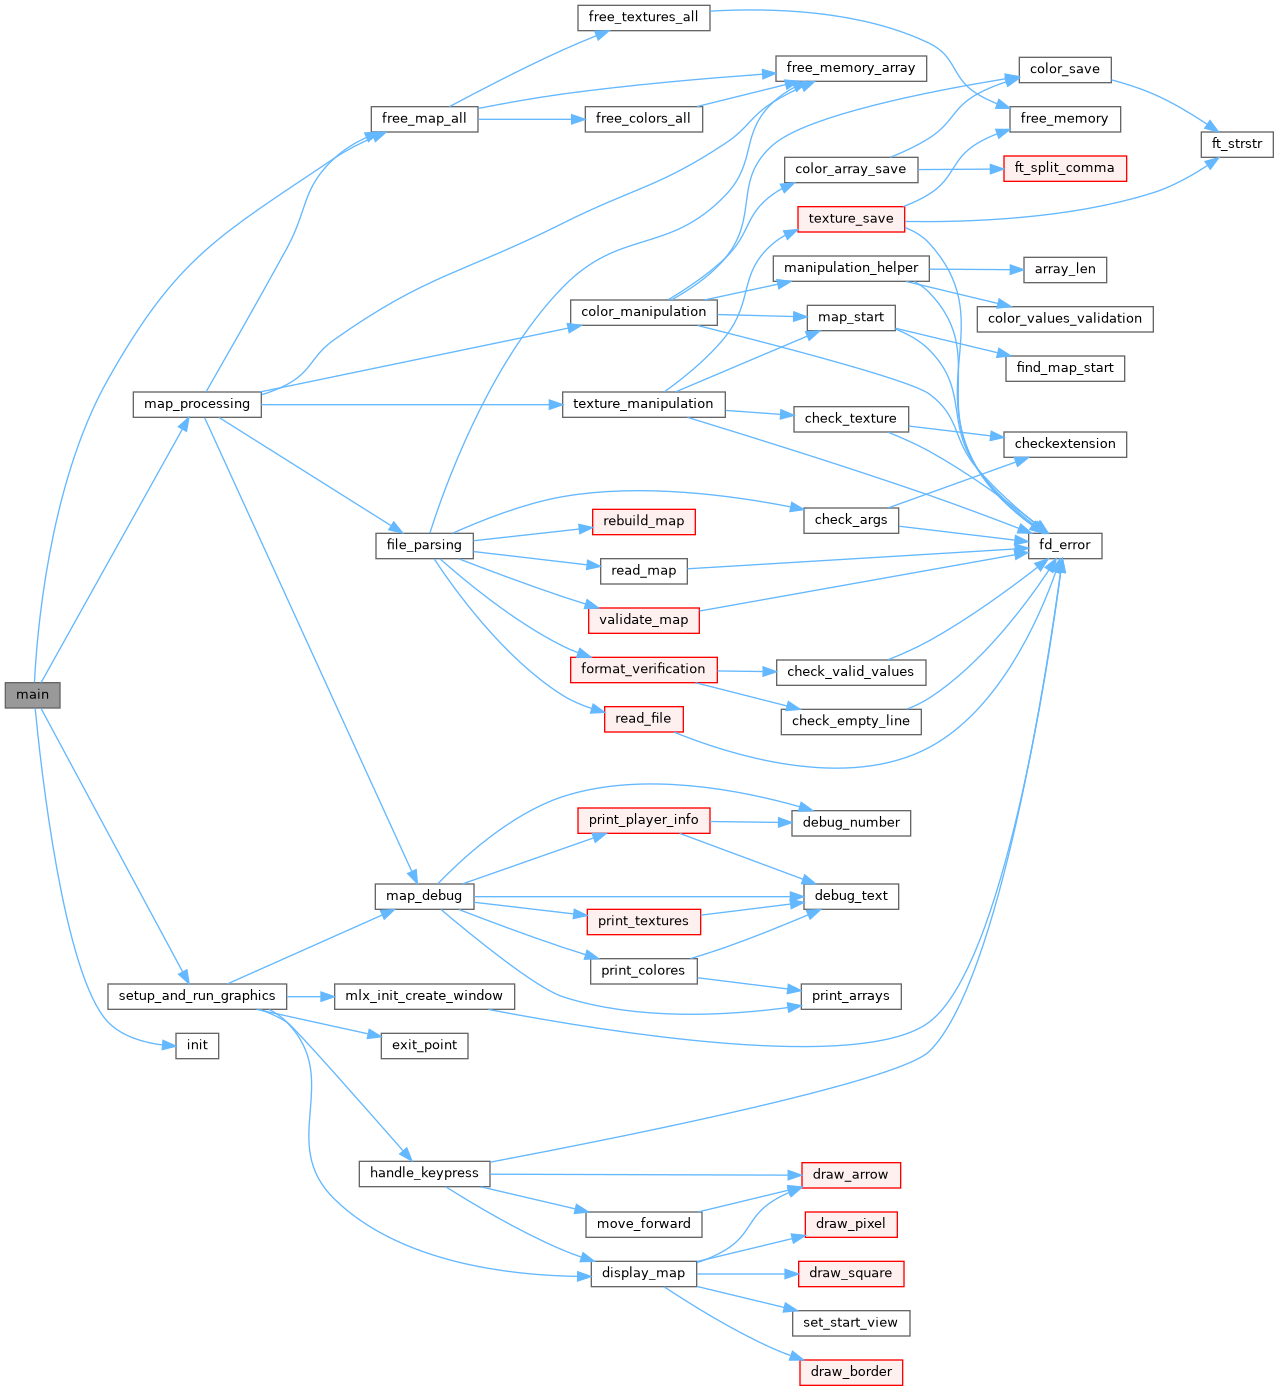 free_textures_all
free_memory_array
color_save
free_map_all
free_colors_all
free_memory
ft_strstr
color_array_save
ft_split_comma
texture_save
manipulation_helper
array_len
color_manipulation
map_start
color_values_validation
find_map_start
map_processing
texture_manipulation
check_texture
checkextension
rebuild_map
check_args
file_parsing
fd_error
read_map
validate_map
format_verification
check_valid_values
main
read_file
check_empty_line
print_player_info
debug_number
map_debug
debug_text
print_textures
print_colores
setup_and_run_graphics
mlx_init_create_window
print_arrays
init
exit_point
handle_keypress
draw_arrow
move_forward
draw_pixel
display_map
draw_square
set_start_view
draw_border